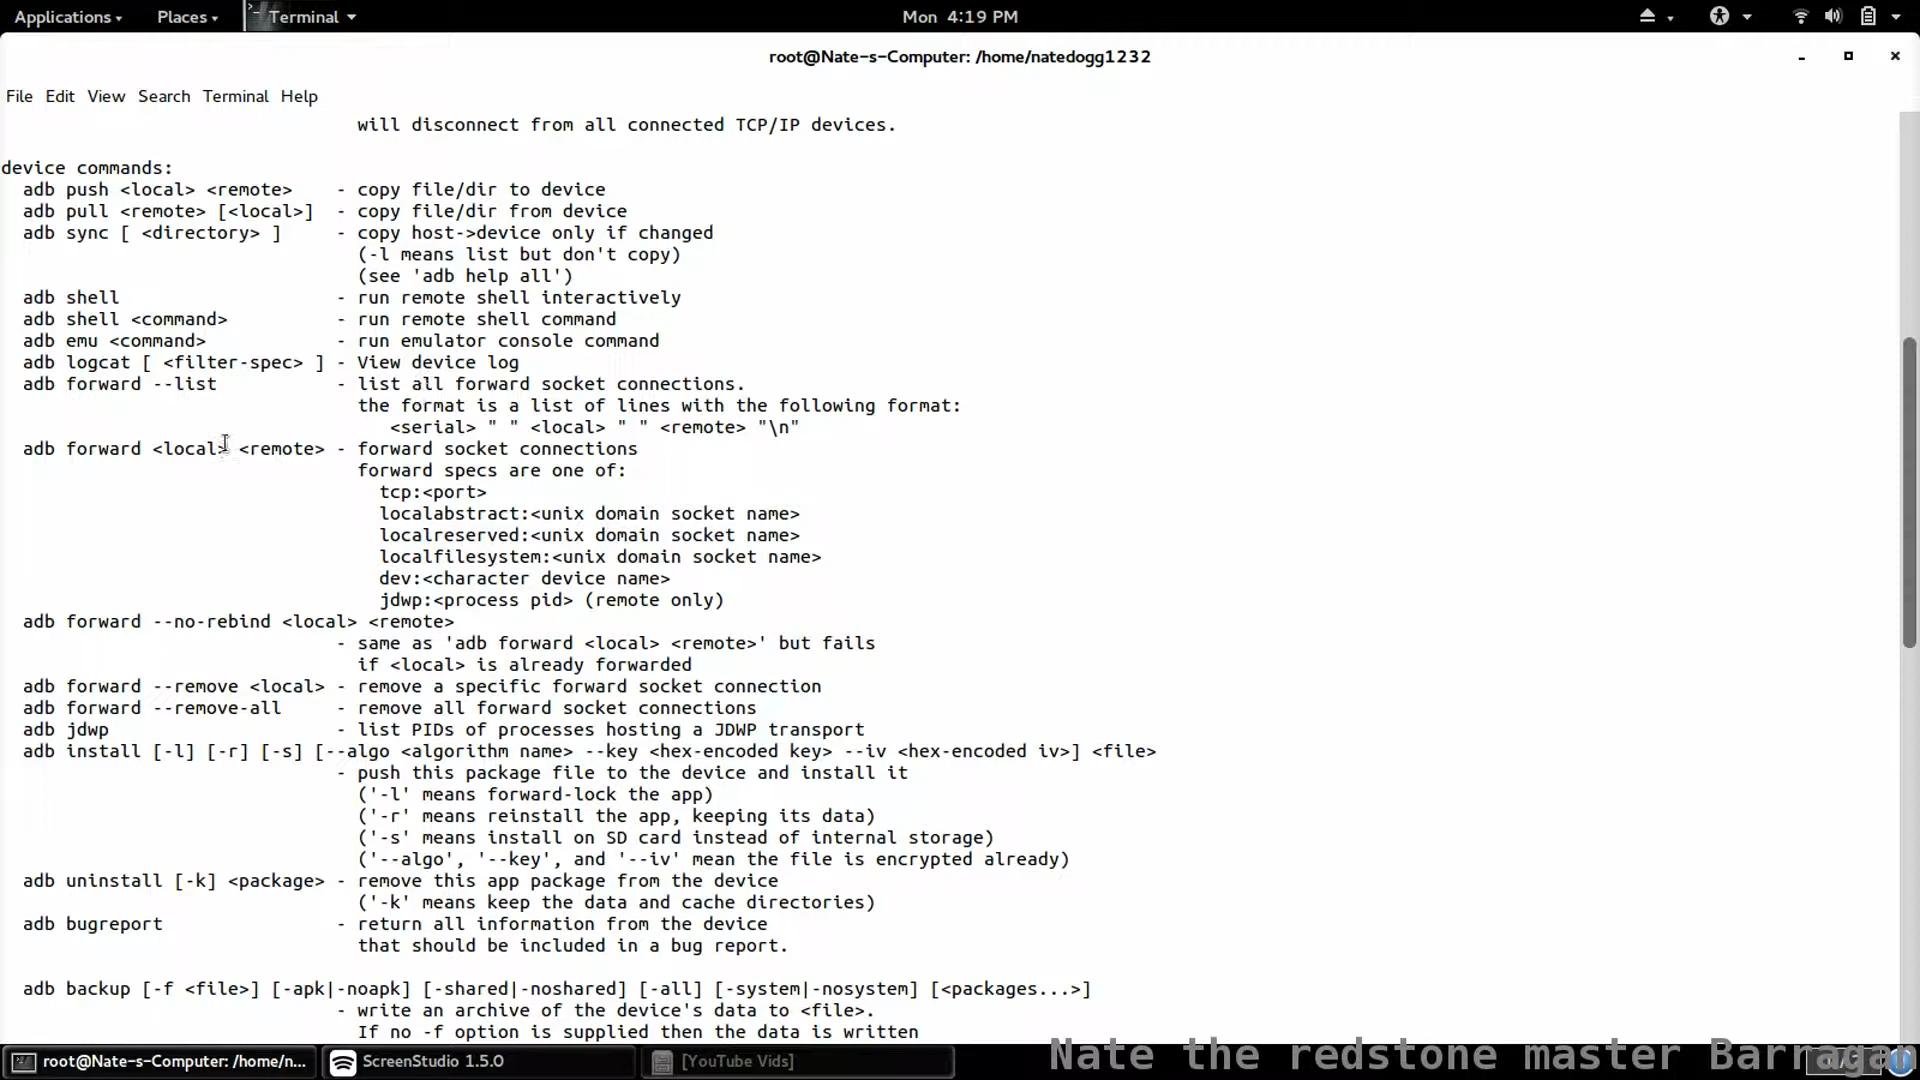 Applications Places Terminal Mon 4:19 PM
root@Nate-s-Computer: /home/natedogg1232
File Edit View Search Terminal Help
will disconnect from all connected TCP/IP devices.
device commands:
adb push <local> <remote> - copy file/dir to device
adb pull <remote> [<local>] - copy file/dir from device
adb sync [ <directory> ] - copy host->device only if changed
(-l means list but don't copy)
(see 'adb help all')
adb shell - run remote shell interactively
adb shell <command> - run remote shell command
adb emu <command> - run emulator console command
adb logcat [ <filter-spec> ] - View device log
adb forward --list - list all forward socket connections.
the format is a list of lines with the following format:
<serial> " " <local> " " <remote> "\n"
adb forward <local> <remote> - forward socket connections
forward specs are one of:
tcp:<port>
localabstract:<unix domain socket name>
localreserved:<unix domain socket name>
localfilesystem:<unix domain socket name>
dev:<character device name>
jdwp:<process pid> (remote only)
adb forward --no-rebind <local> <remote>
- same as 'adb forward <local> <remote>' but fails
if <local> is already forwarded
adb forward --remove <local> - remove a specific forward socket connection
adb forward --remove-all - remove all forward socket connections
adb jdwp - list PIDs of processes hosting a JDWP transport
adb install [-l] [-r] [-s] [--algo <algorithm name> --key <hex-encoded key> --iv <hex-encoded iv>] <file>
- push this package file to the device and install it
('-l' means forward-lock the app)
('-r' means reinstall the app, keeping its data)
('-s' means install on SD card instead of internal storage)
('--algo', '--key', and '--iv' mean the file is encrypted already)
adb uninstall [-k] <package> - remove this app package from the device
('-k' means keep the data and cache directories)
adb bugreport - return all information from the device
that should be included in a bug report.
adb backup [-f <file>] [-apk|-noapk] [-shared|-noshared] [-all] [-system|-nosystem] [<packages...>]
- write an archive of the device's data to <file>.
If no -f option is supplied then the data is written
root@Nate-s-Computer: /home/n... ScreenStudio 1.5.0 [YouTube Vids] Nate the redstone master Barragan